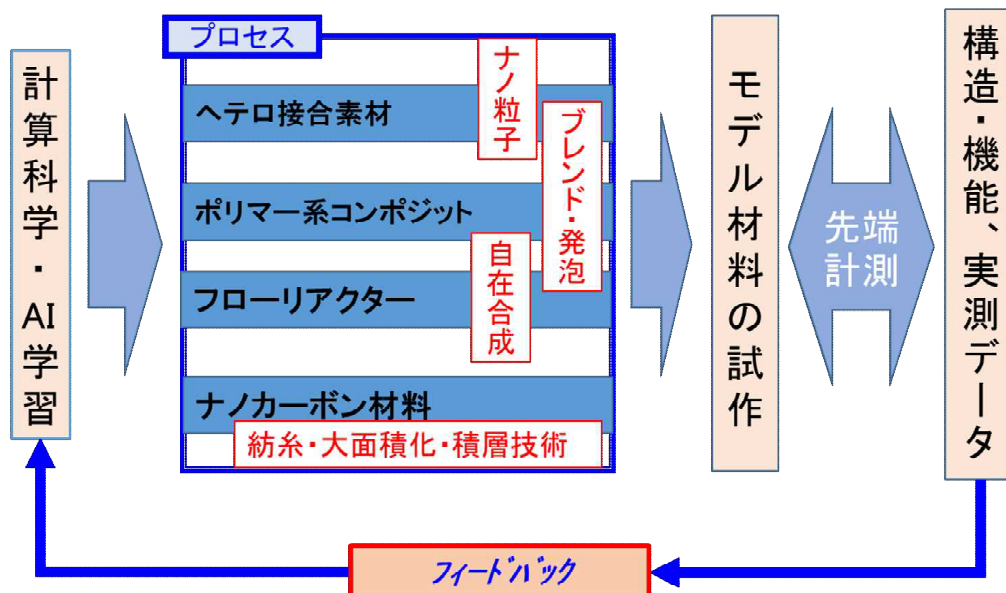 計算科学・AI学習
プロセス
ヘテロ接合素材
ナノ粒子
ポリマー系コンポジット
ブレンド・発泡
フローリアクター
自在合成
ナノカーボン材料
紡糸・大面積化・積層技術
モデル材料の試作
先端
計測
構造・機能、実測データ
フィードバック